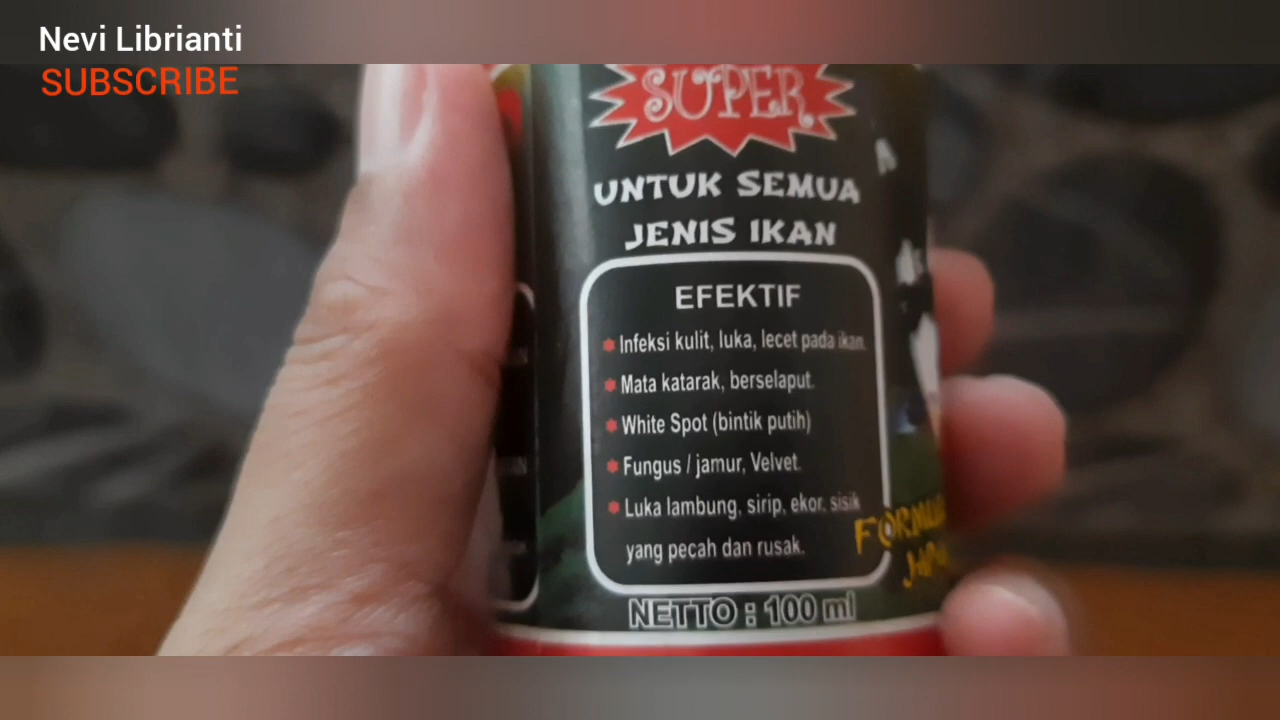 Nevi Librianti
SUBSCRIBE
SUPER
UNTUK SEMUA
JENIS IKAN
EFEKTIF
Infeksi kulit, luka, lecet pada ikan.
Mata katarak, berselaput.
White Spot (bintik putih)
Fungus / jamur, Velvet.
Luka lambung, sirip, ekor, sisik
yang pecah dan rusak.
NETTO : 100 ml